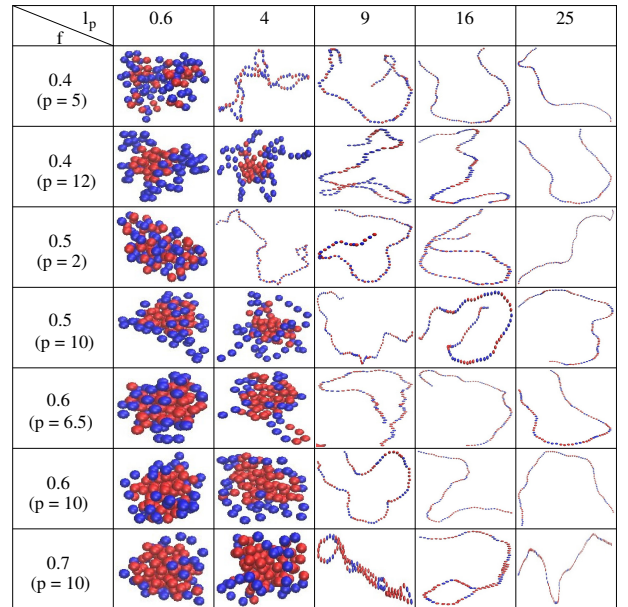 l_p 0.6 4 9 16 25
f
0.4
(p = 5)
0.4
(p = 12)
0.5
(p = 2)
0.5
(p = 10)
0.6
(p = 6.5)
0.6
(p = 10)
0.7
(p = 10)